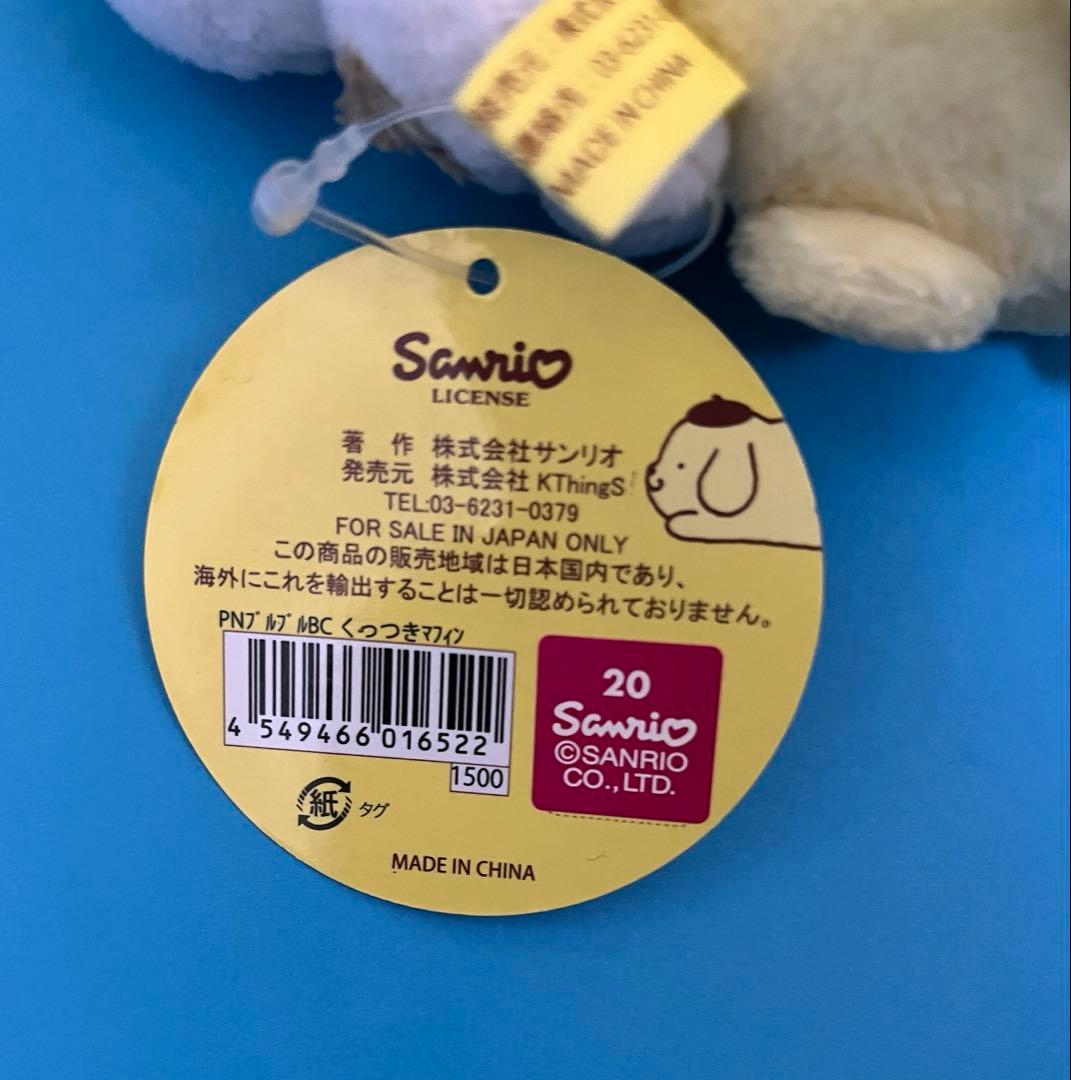 MADE IN CHINA
Sanrio
LICENSE
著 作 株式会社サンリオ
発売元 株式会社 KThingS
TEL:03-6231-0379
FOR SALE IN JAPAN ONLY
この商品の販売地域は日本国内であり、
海外にこれを輸出することは一切認められておりません。
PNﾌﾟﾙﾌﾟﾙBC くっつきﾏﾌｨﾝ
4 549466 016522
1500
20
Sanrio
©SANRIO
CO.,LTD.
紙 タグ
MADE IN CHINA